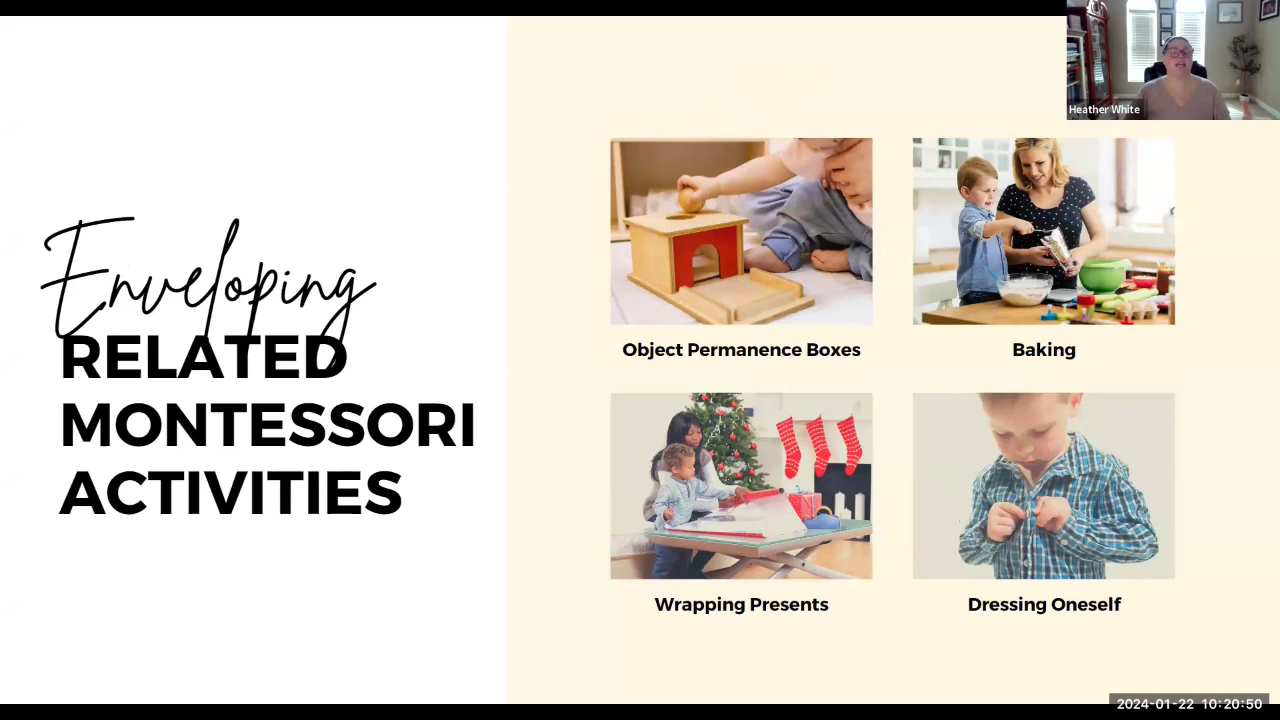 Heather White
Enveloping
RELATED
MONTESSORI
ACTIVITIES
Object Permanence Boxes
Baking
Wrapping Presents
Dressing Oneself
2024-01-22 10:20:50